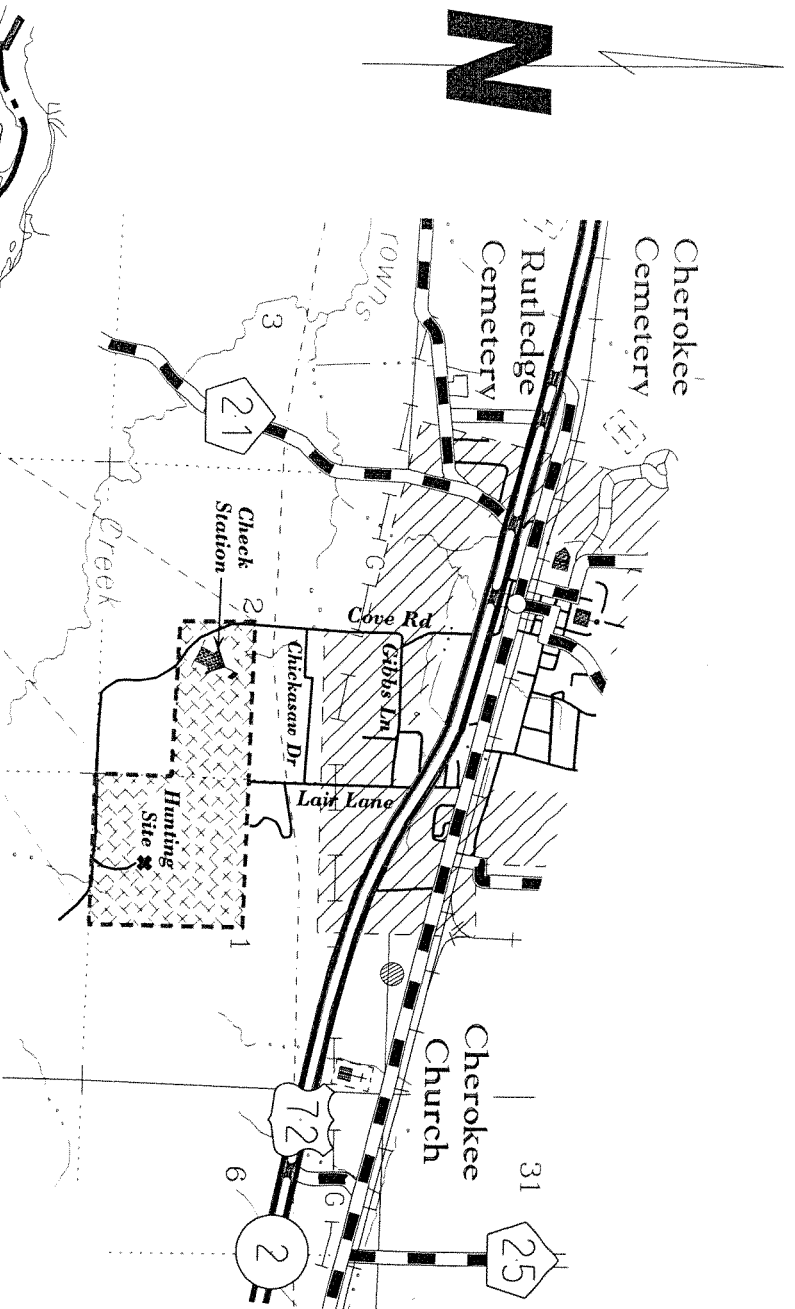 N
Cherokee
Cemetery
Rutledge
Cemetery
rowns
3
21
G
Creek
Check
Station
2
Cove Rd
Gibbs Ln
Chickasaw Dr
Lair Lane
Hunting
Site
1
Cherokee
Church
31
72
6
G
2
25